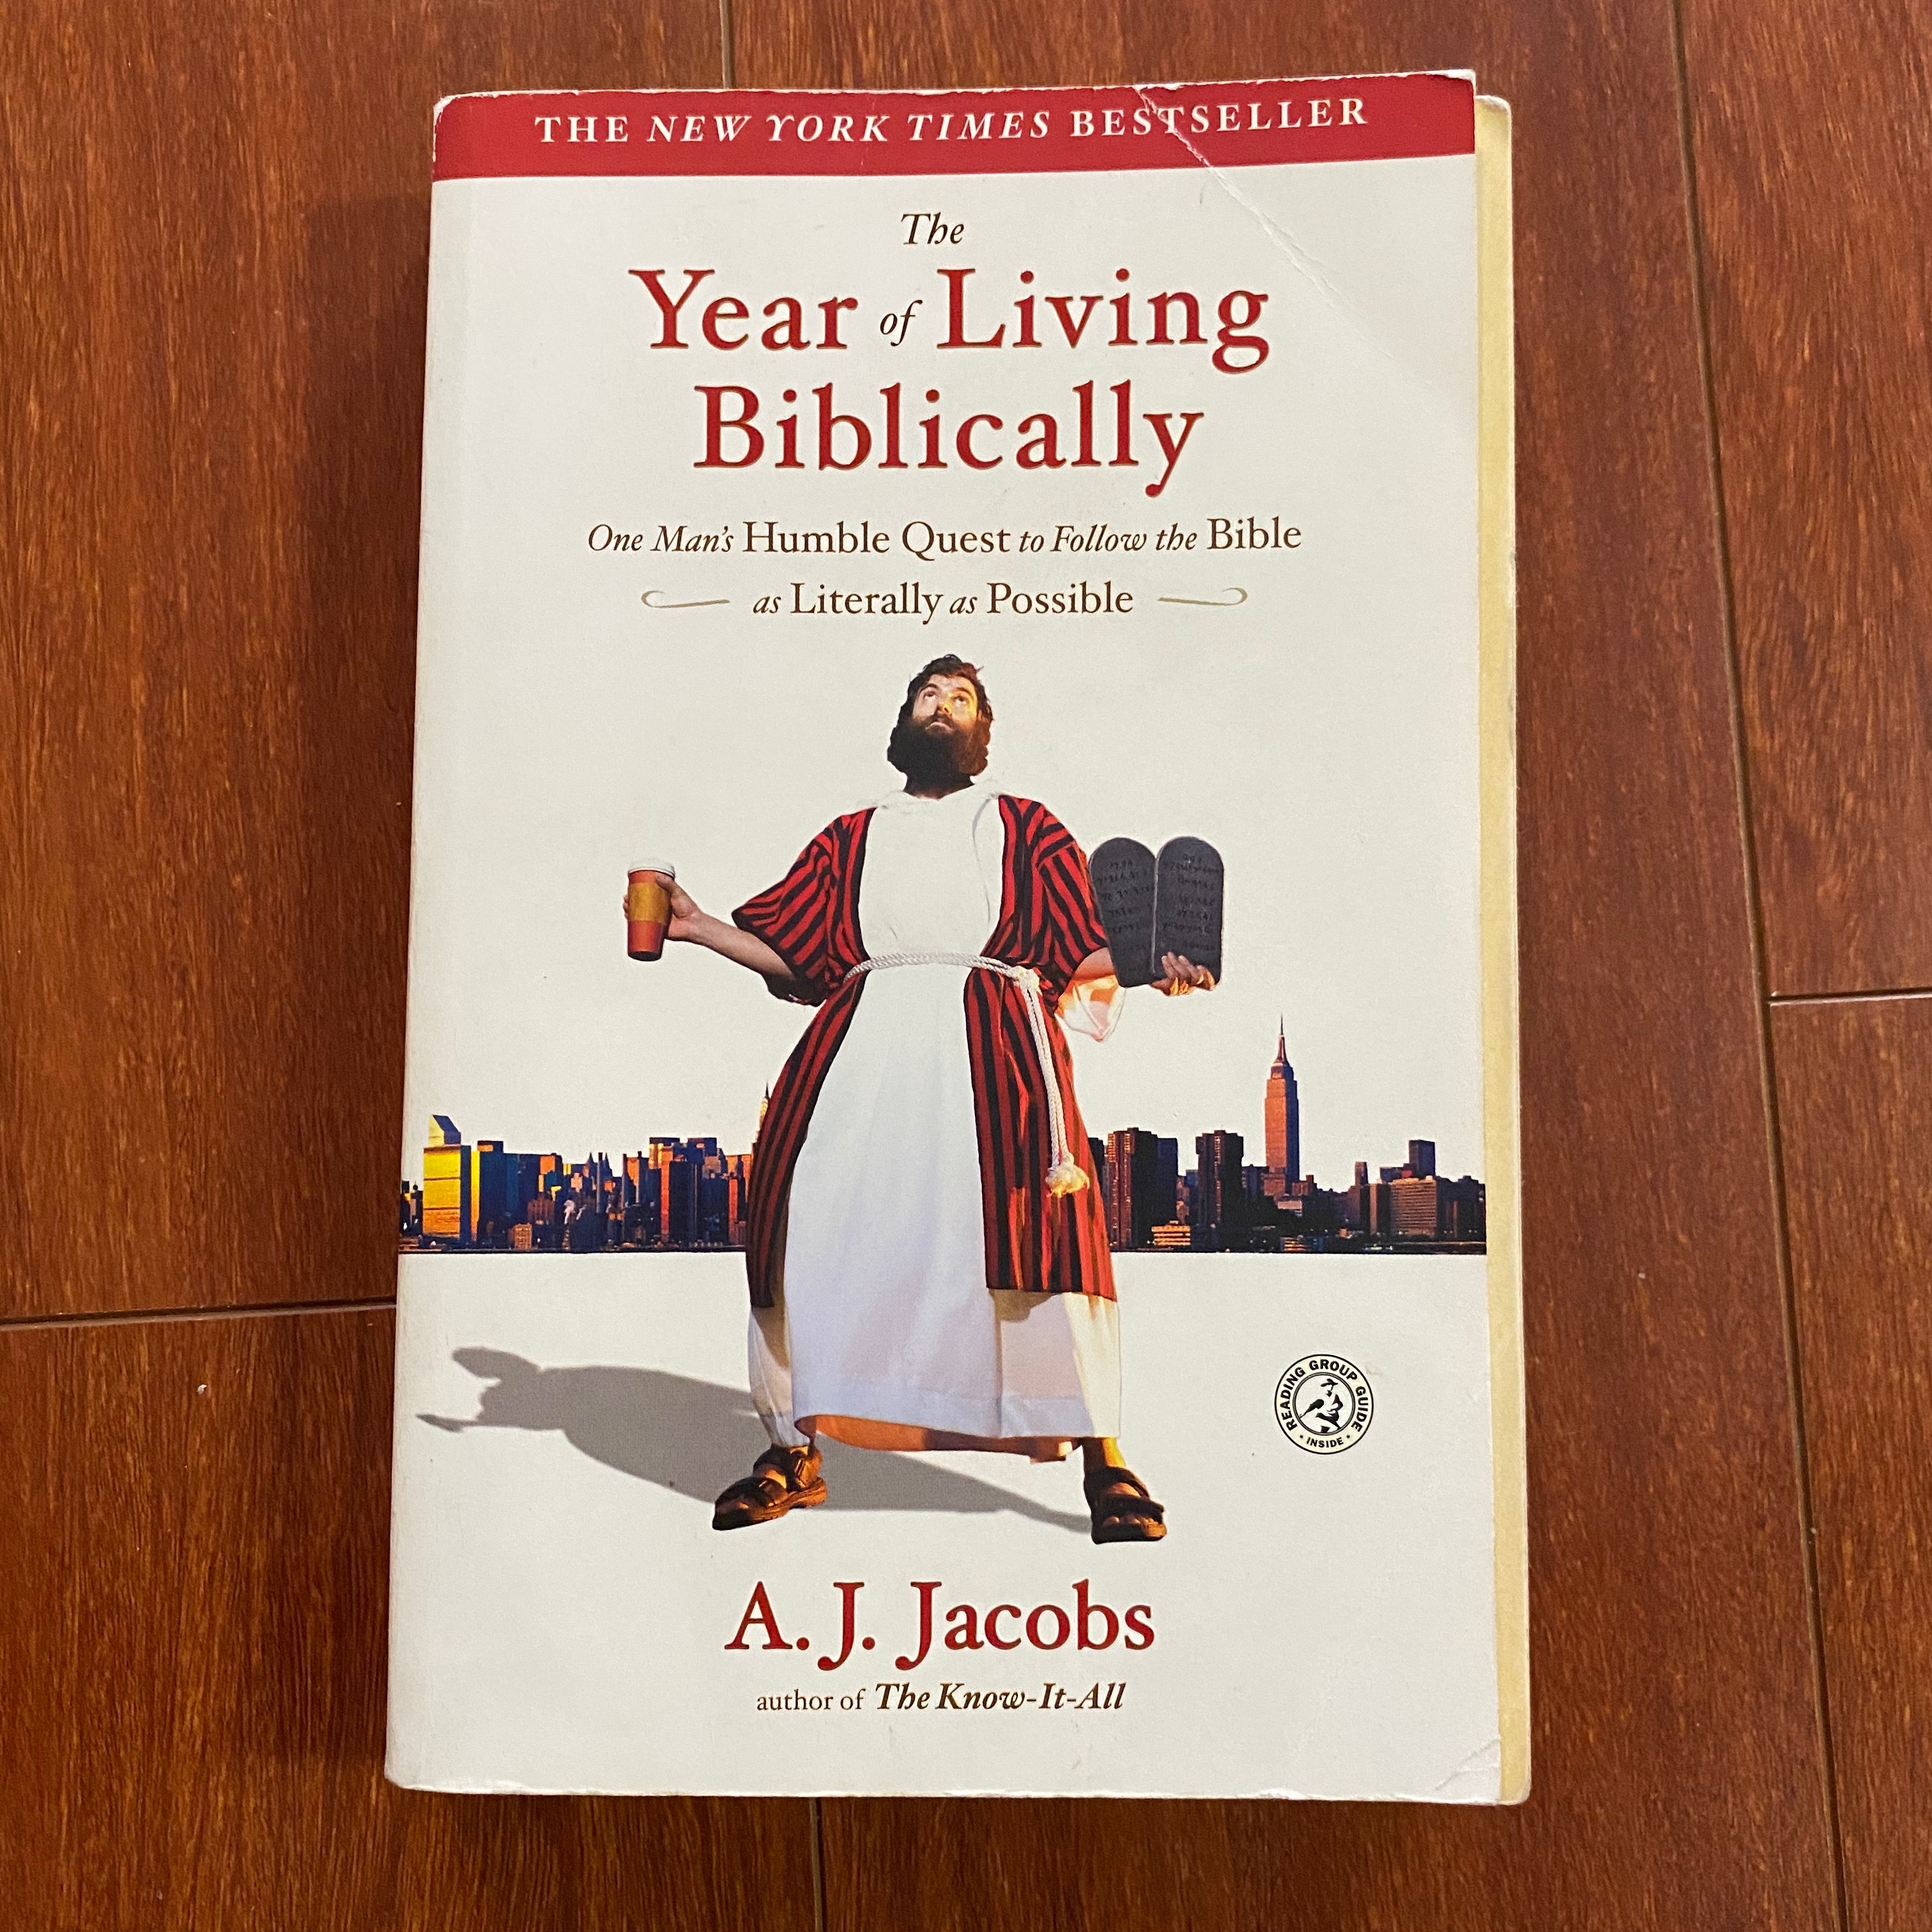 THE NEW YORK TIMES BESTSELLER
The
Year of Living
Biblically
One Man's Humble Quest to Follow the Bible
as Literally as Possible
READING GROUP GUIDE
• INSIDE •
A. J. Jacobs
author of The Know-It-All